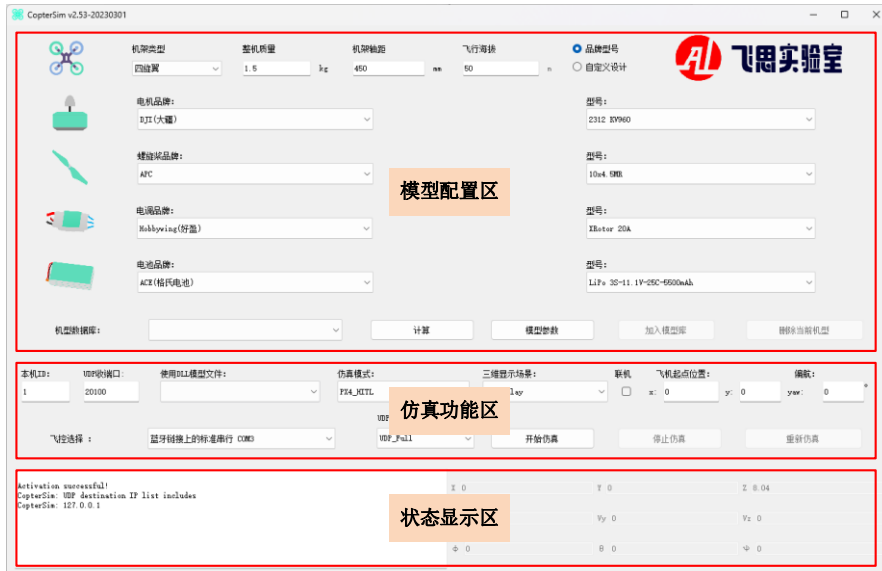 CopterSim v2.53-20230301
机架类型 整机质量 机架轴距 飞行海拔 品牌型号
四旋翼 1.5 kg 450 mm 50 m 自定义设计
飞思实验室
电机品牌: 型号:
DJI(大疆) 2312 KV960
螺旋桨品牌: 型号:
APC 10x4.5MR
模型配置区
电调品牌: 型号:
Hobbywing(好盈) XRotor 20A
电池品牌: 型号:
ACE(格氏电池) LiPo 3S-11.1V-25C-5500mAh
机型数据库: 计算 模型参数 加入模型库 删除当前机型
本机ID: UDP收端口: 使用DLL模型文件: 仿真模式: 三维显示场景: 联机 飞机起点位置: 偏航:
1 20100 PX4_HITL lay x: 0 y: 0 yaw: 0 °
仿真功能区
UDP
飞控选择 : 蓝牙链接上的标准串行 COM3 UDP_Full 开始仿真 停止仿真 重新仿真
Activation successful!
CopterSim: UDP destination IP list includes
CopterSim: 127.0.0.1
X 0 Y 0 Z 8.04
状态显示区
Vy 0 Vz 0
Φ 0 θ 0 Ψ 0